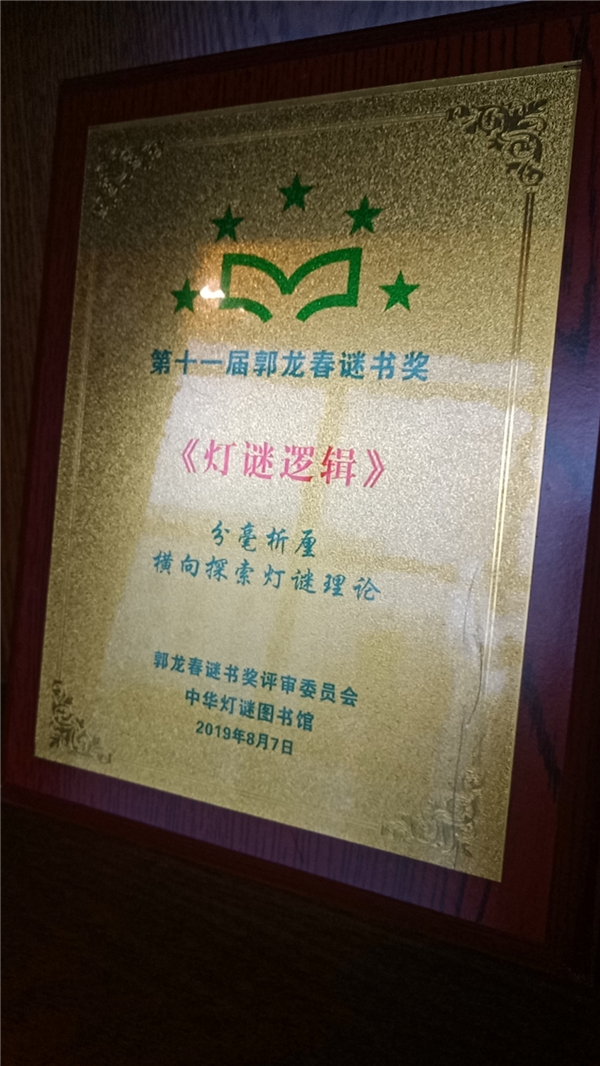 第十一届郭龙春谜书奖
《灯谜逻辑》
分毫析厘
横向探索灯谜理论
郭龙春谜书奖评审委员会
中华灯谜图书馆
2019年8月7日